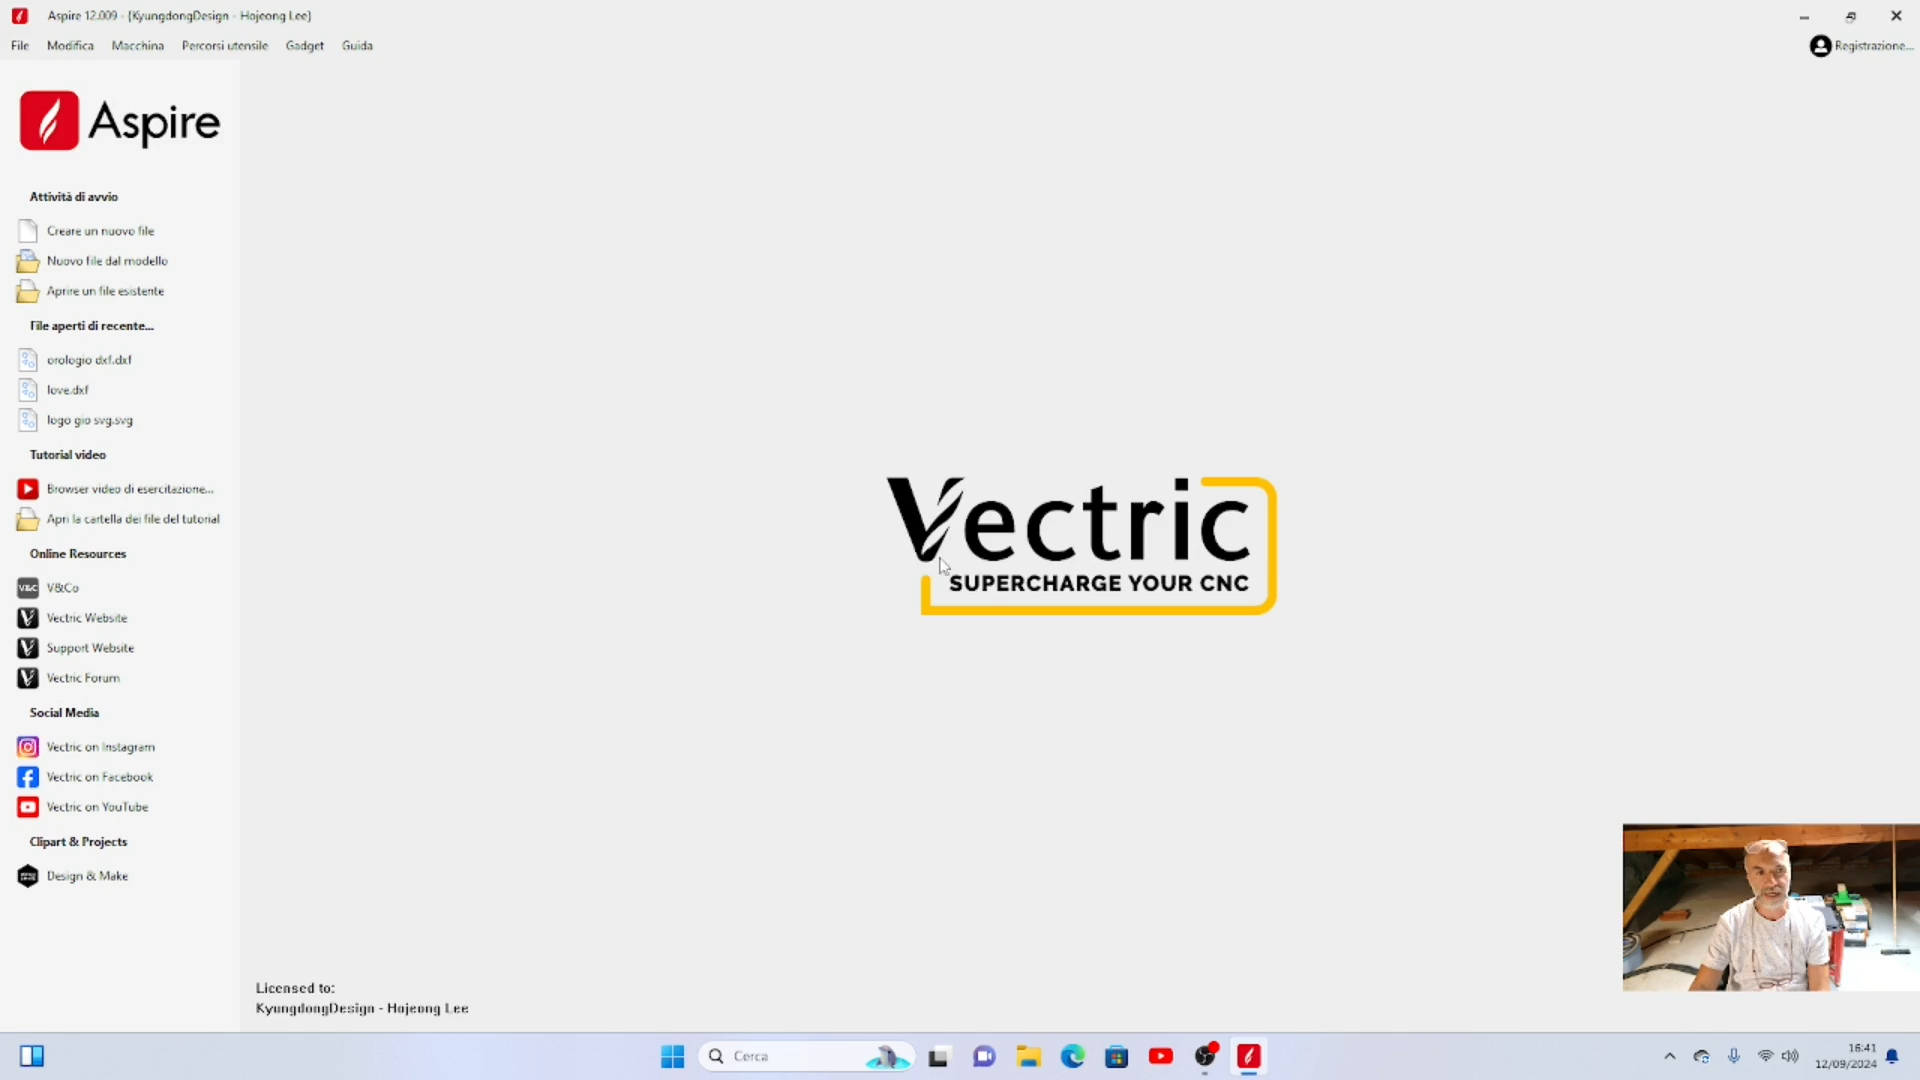 Aspire 12.009 - {KyungdongDesign - Hojeong Lee}
File Modifica Macchina Percorsi utensile Gadget Guida
Registrazione...
Aspire
Attività di avvio
Creare un nuovo file
Nuovo file dal modello
Aprire un file esistente
File aperti di recente...
orologio dxf.dxf
love.dxf
logo gio svg.svg
Tutorial video
Browser video di esercitazione...
Apri la cartella dei file del tutorial
Online Resources
V&Co
Vectric Website
Support Website
Vectric Forum
Social Media
Vectric on Instagram
Vectric on Facebook
Vectric on YouTube
Clipart & Projects
Design & Make
Vectric
SUPERCHARGE YOUR CNC
Licensed to:
KyungdongDesign - Hojeong Lee
Cerca
16:41
12/09/2024